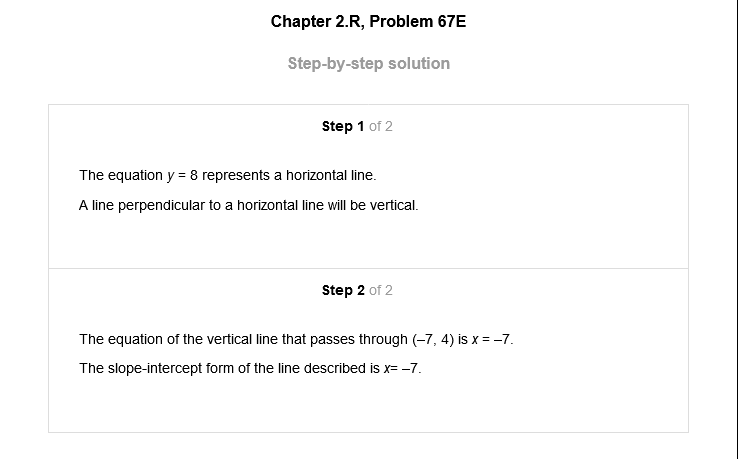 Chapter 2.R, Problem 67E
Step-by-step solution
Step 1 of 2
The equation y = 8 represents a horizontal line.
A line perpendicular to a horizontal line will be vertical.
Step 2 of 2
The equation of the vertical line that passes through (–7, 4) is x = –7.
The slope-intercept form of the line described is x= –7.